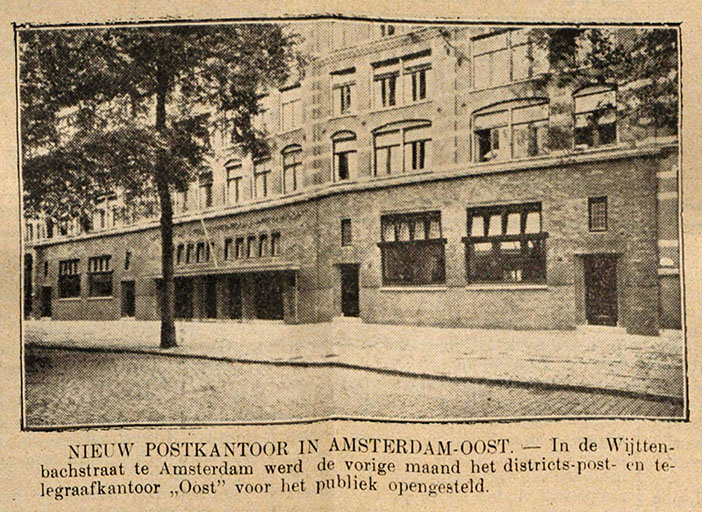 NIEUW POSTKANTOOR IN AMSTERDAM-OOST. — In de Wijtten-
bachstraat te Amsterdam werd de vorige maand het districts-post- en te-
legraafkantoor „Oost” voor het publiek opengesteld.